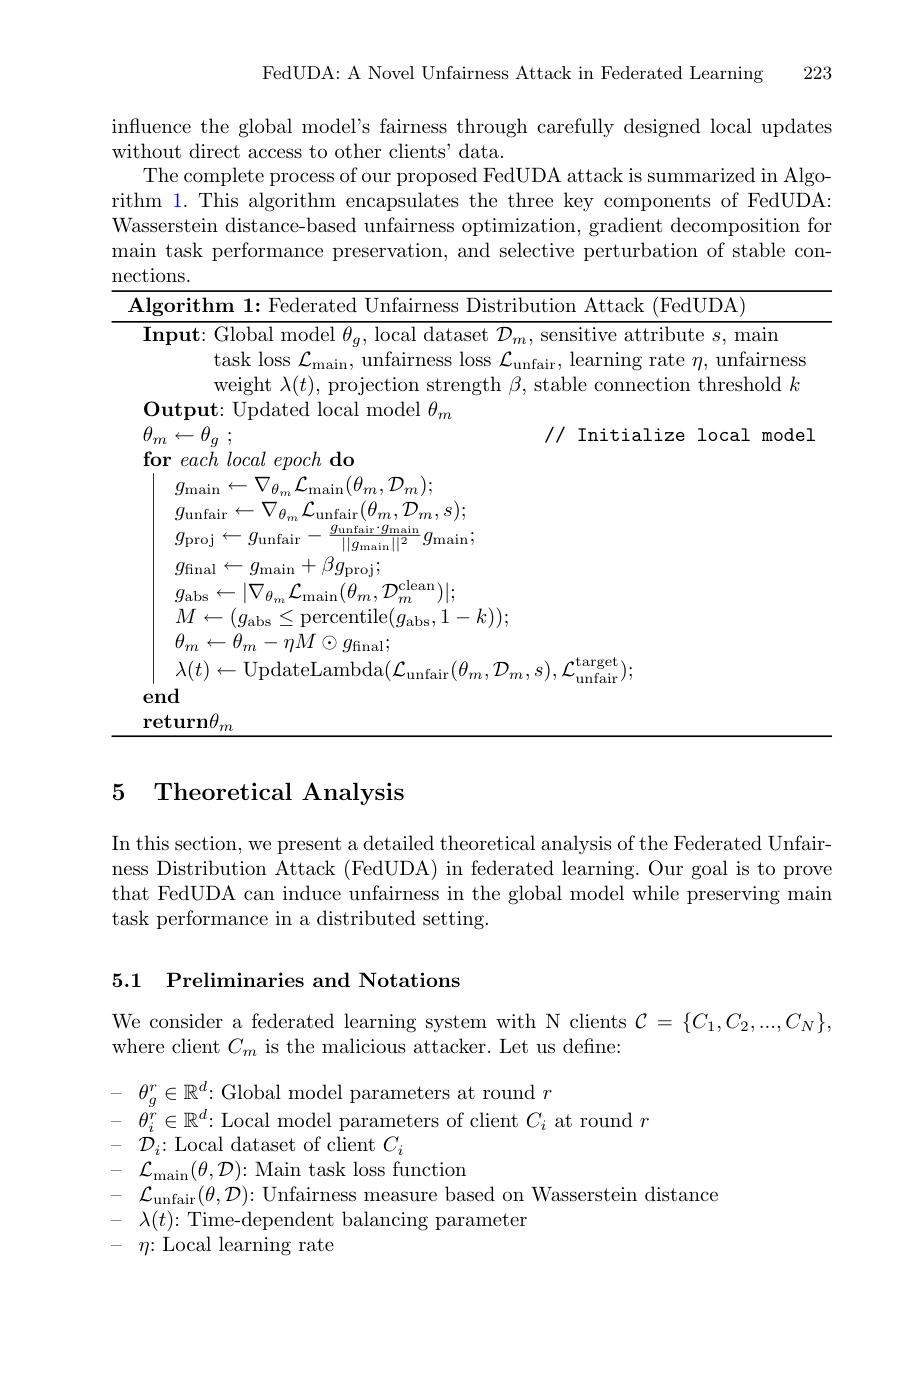 FedUDA: A Novel Unfairness Attack in Federated Learning 223
influence the global model's fairness through carefully designed local updates
without direct access to other clients' data.
The complete process of our proposed FedUDA attack is summarized in Algo-
rithm 1. This algorithm encapsulates the three key components of FedUDA:
Wasserstein distance-based unfairness optimization, gradient decomposition for
main task performance preservation, and selective perturbation of stable con-
nections.
Algorithm 1: Federated Unfairness Distribution Attack (FedUDA)
Input: Global model θ_g, local dataset 𝒟_m, sensitive attribute s, main
task loss ℒ_main, unfairness loss ℒ_unfair, learning rate η, unfairness
weight λ(t), projection strength β, stable connection threshold k
Output: Updated local model θ_m
θ_m ← θ_g ; // Initialize local model
for each local epoch do
g_main ← ∇_{θ_m} ℒ_main(θ_m, 𝒟_m);
g_unfair ← ∇_{θ_m} ℒ_unfair(θ_m, 𝒟_m, s);
g_proj ← g_unfair − \frac{g_unfair·g_main}{||g_main||^2} g_main;
g_final ← g_main + βg_proj;
g_abs ← |∇_{θ_m} ℒ_main(θ_m, 𝒟_m^clean)|;
M ← (g_abs ≤ percentile(g_abs, 1 − k));
θ_m ← θ_m − ηM ⊙ g_final;
λ(t) ← UpdateLambda(ℒ_unfair(θ_m, 𝒟_m, s), ℒ_unfair^target);
end
returnθ_m
5 Theoretical Analysis
In this section, we present a detailed theoretical analysis of the Federated Unfair-
ness Distribution Attack (FedUDA) in federated learning. Our goal is to prove
that FedUDA can induce unfairness in the global model while preserving main
task performance in a distributed setting.
5.1 Preliminaries and Notations
We consider a federated learning system with N clients 𝒞 = {C_1, C_2, ..., C_N},
where client C_m is the malicious attacker. Let us define:
– θ_g^r ∈ ℝ^d: Global model parameters at round r
– θ_i^r ∈ ℝ^d: Local model parameters of client C_i at round r
– 𝒟_i: Local dataset of client C_i
– ℒ_main(θ, 𝒟): Main task loss function
– ℒ_unfair(θ, 𝒟): Unfairness measure based on Wasserstein distance
– λ(t): Time-dependent balancing parameter
– η: Local learning rate